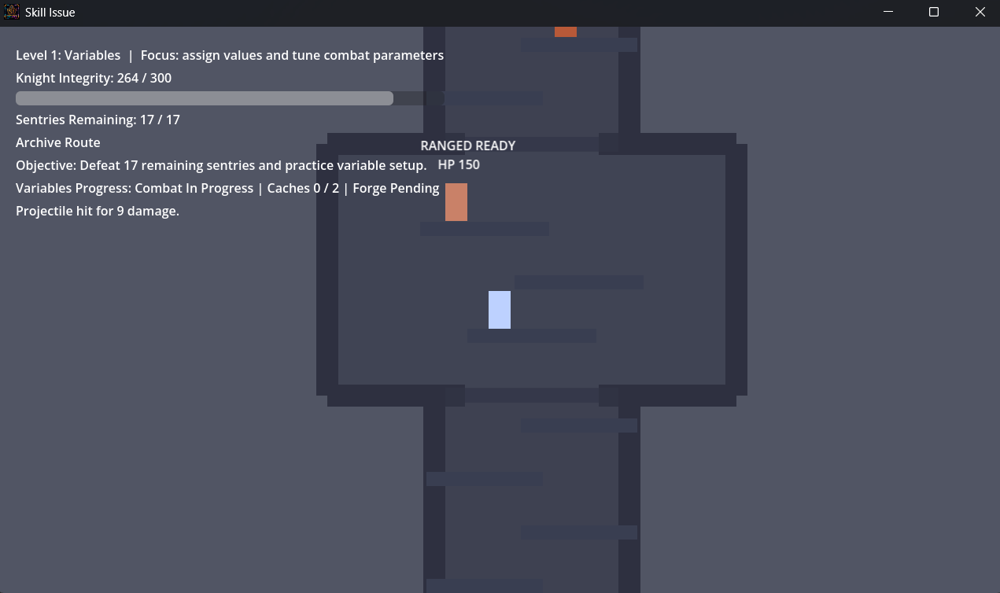 Skill Issue
Level 1: Variables | Focus: assign values and tune combat parameters
Knight Integrity: 264 / 300
Sentries Remaining: 17 / 17
Archive Route
RANGED READY
Objective: Defeat 17 remaining sentries and practice variable setup.
HP 150
Variables Progress: Combat In Progress | Caches 0 / 2 | Forge Pending
Projectile hit for 9 damage.